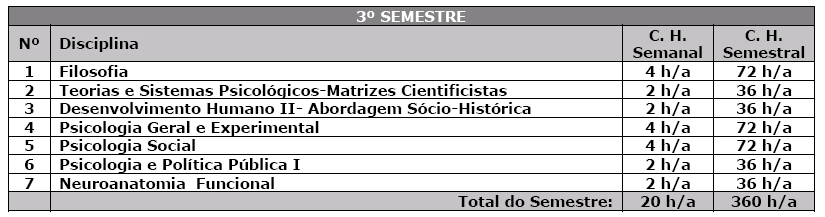 3º SEMESTRE
Nº Disciplina C. H. Semanal C. H. Semestral
1 Filosofia 4 h/a 72 h/a
2 Teorias e Sistemas Psicológicos-Matrizes Cientificistas 2 h/a 36 h/a
3 Desenvolvimento Humano II- Abordagem Sócio-Histórica 2 h/a 36 h/a
4 Psicologia Geral e Experimental 4 h/a 72 h/a
5 Psicologia Social 4 h/a 72 h/a
6 Psicologia e Política Pública I 2 h/a 36 h/a
7 Neuroanatomia Funcional 2 h/a 36 h/a
Total do Semestre: 20 h/a 360 h/a